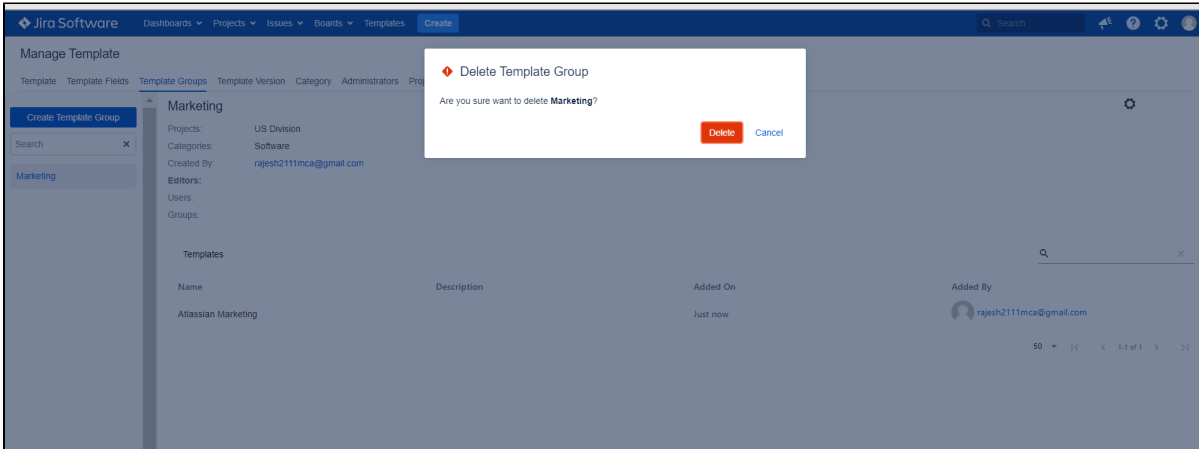 Jira Software Dashboards Projects Issues Boards Templates Create Search
Manage Template
Template Template Fields Template Groups Template Version Category Administrators
Delete Template Group
Are you sure want to delete Marketing?
Delete Cancel
Create Template Group
Search
Marketing
Marketing
Projects: US Division
Categories: Software
Created By: rajesh2111mca@gmail.com
Editors:
Users:
Groups:
Templates
Name Description Added On Added By
Atlassian Marketing Just now rajesh2111mca@gmail.com
50 1-1 of 1